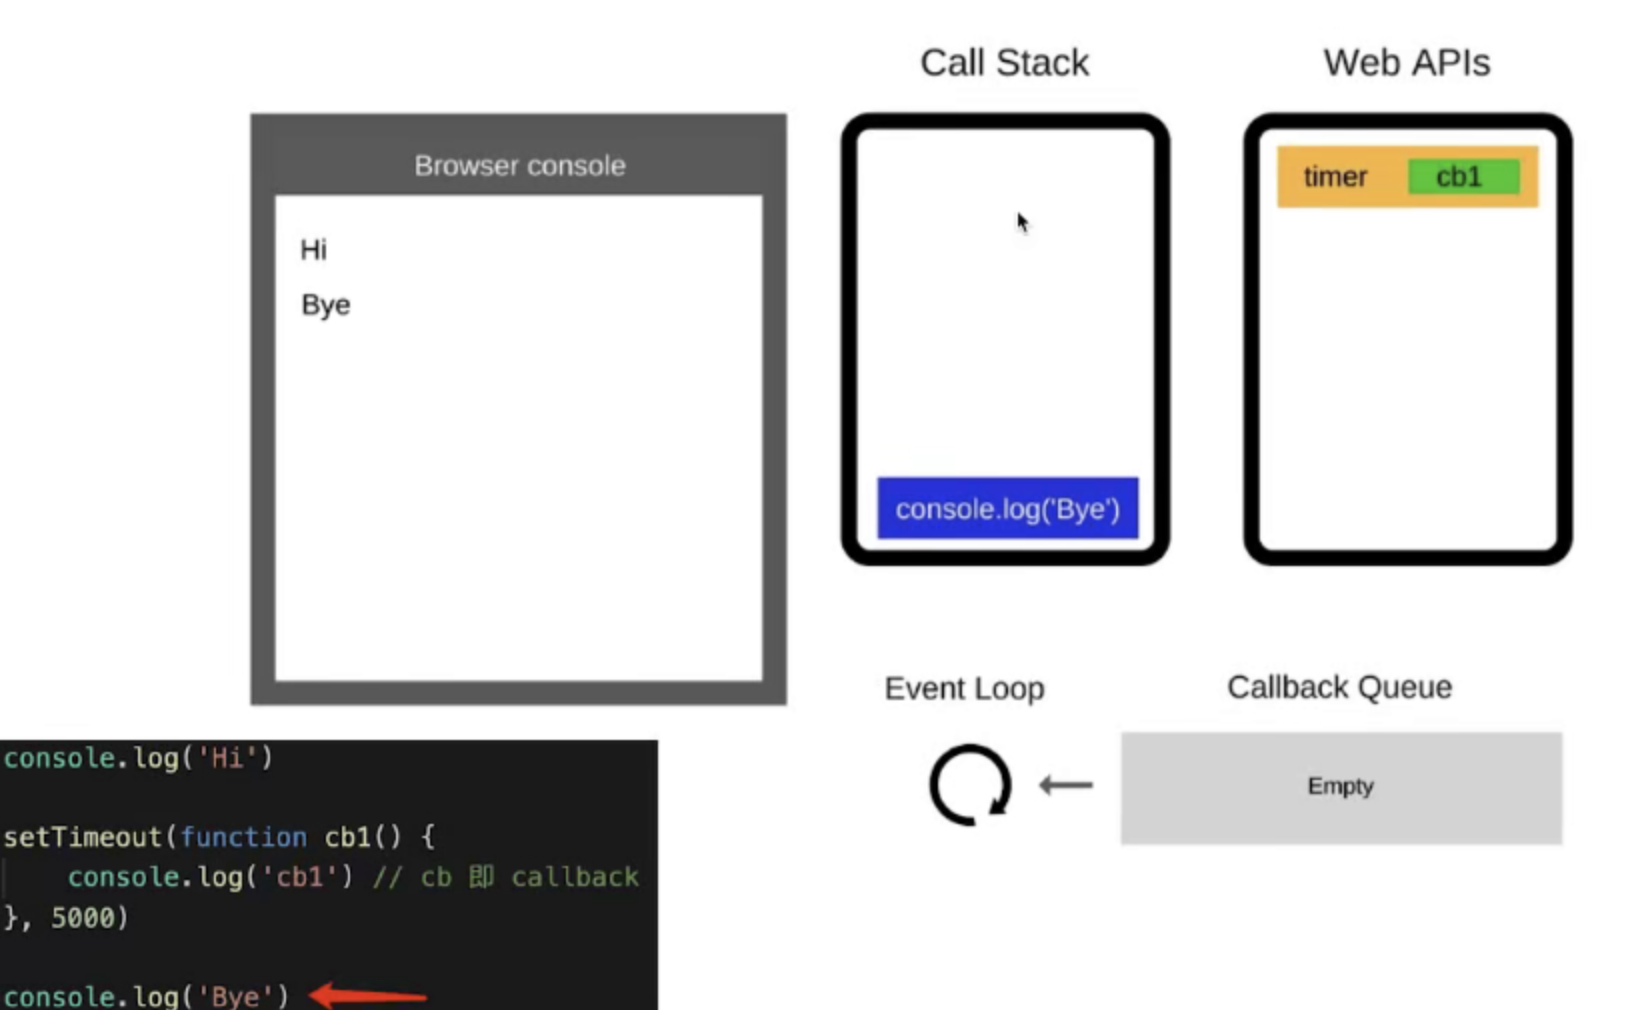 Call Stack
Web APIs
Browser console
Hi
Bye
timer
cb1
console.log('Bye')
Event Loop
Callback Queue
Empty
console.log('Hi')
setTimeout(function cb1() {
console.log('cb1') // cb 即 callback
}, 5000)
console.log('Bye')